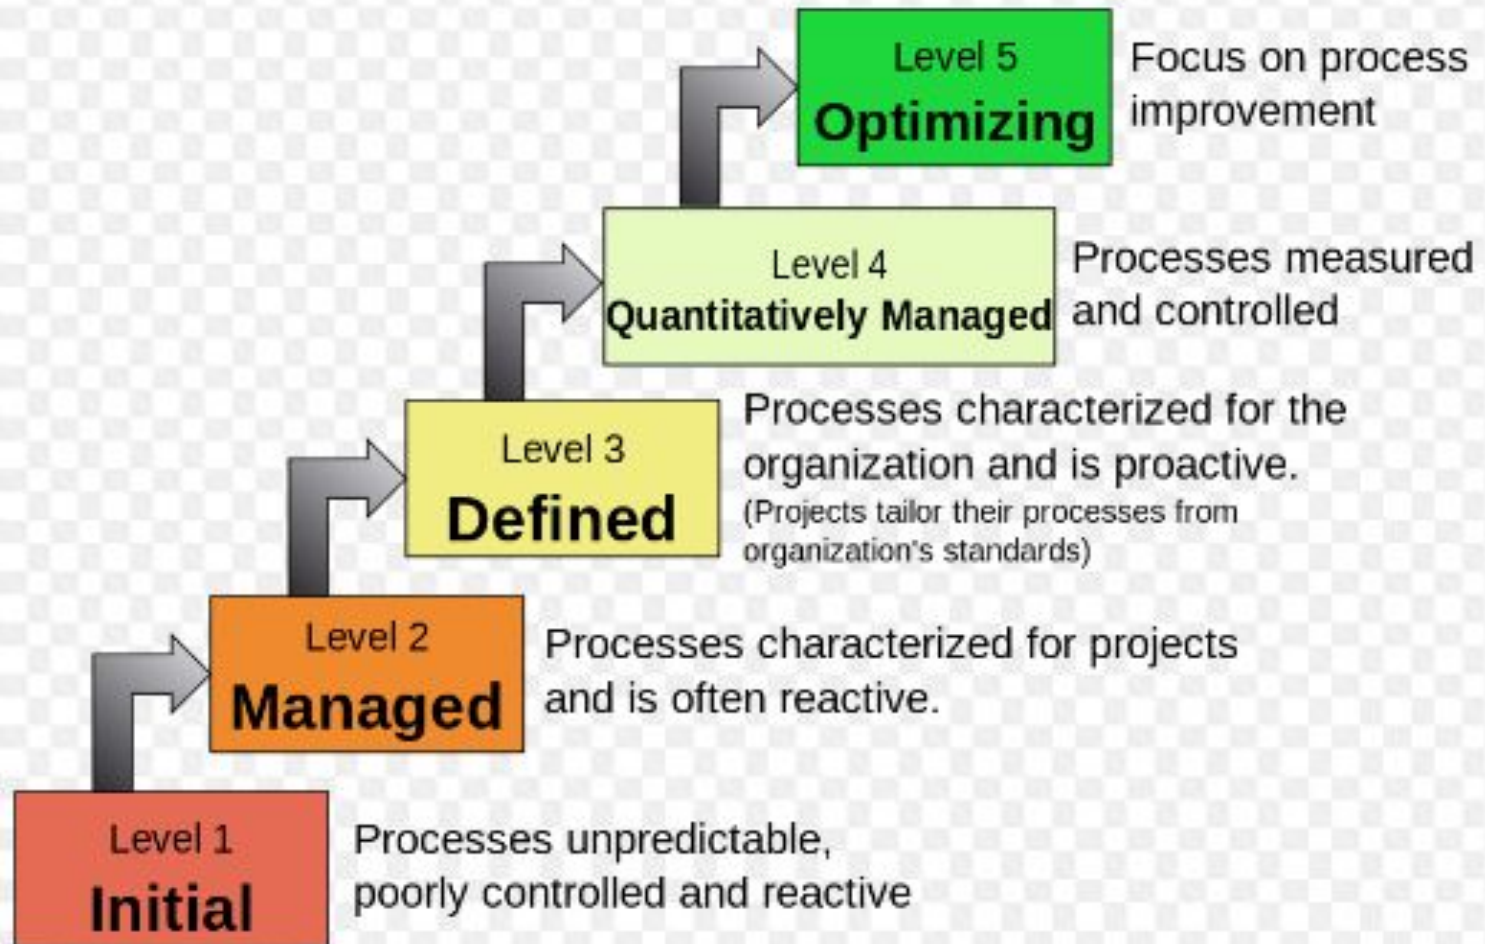 Level 5
Optimizing
Focus on process
improvement
Level 4
Quantitatively Managed
Processes measured
and controlled
Level 3
Defined
Processes characterized for the
organization and is proactive.
(Projects tailor their processes from
organization's standards)
Level 2
Managed
Processes characterized for projects
and is often reactive.
Level 1
Initial
Processes unpredictable,
poorly controlled and reactive